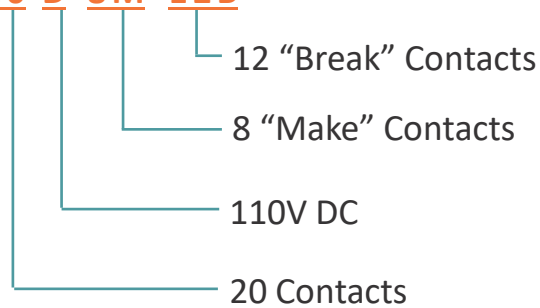 12 “Break” Contacts
8 “Make” Contacts
110V DC
20 Contacts